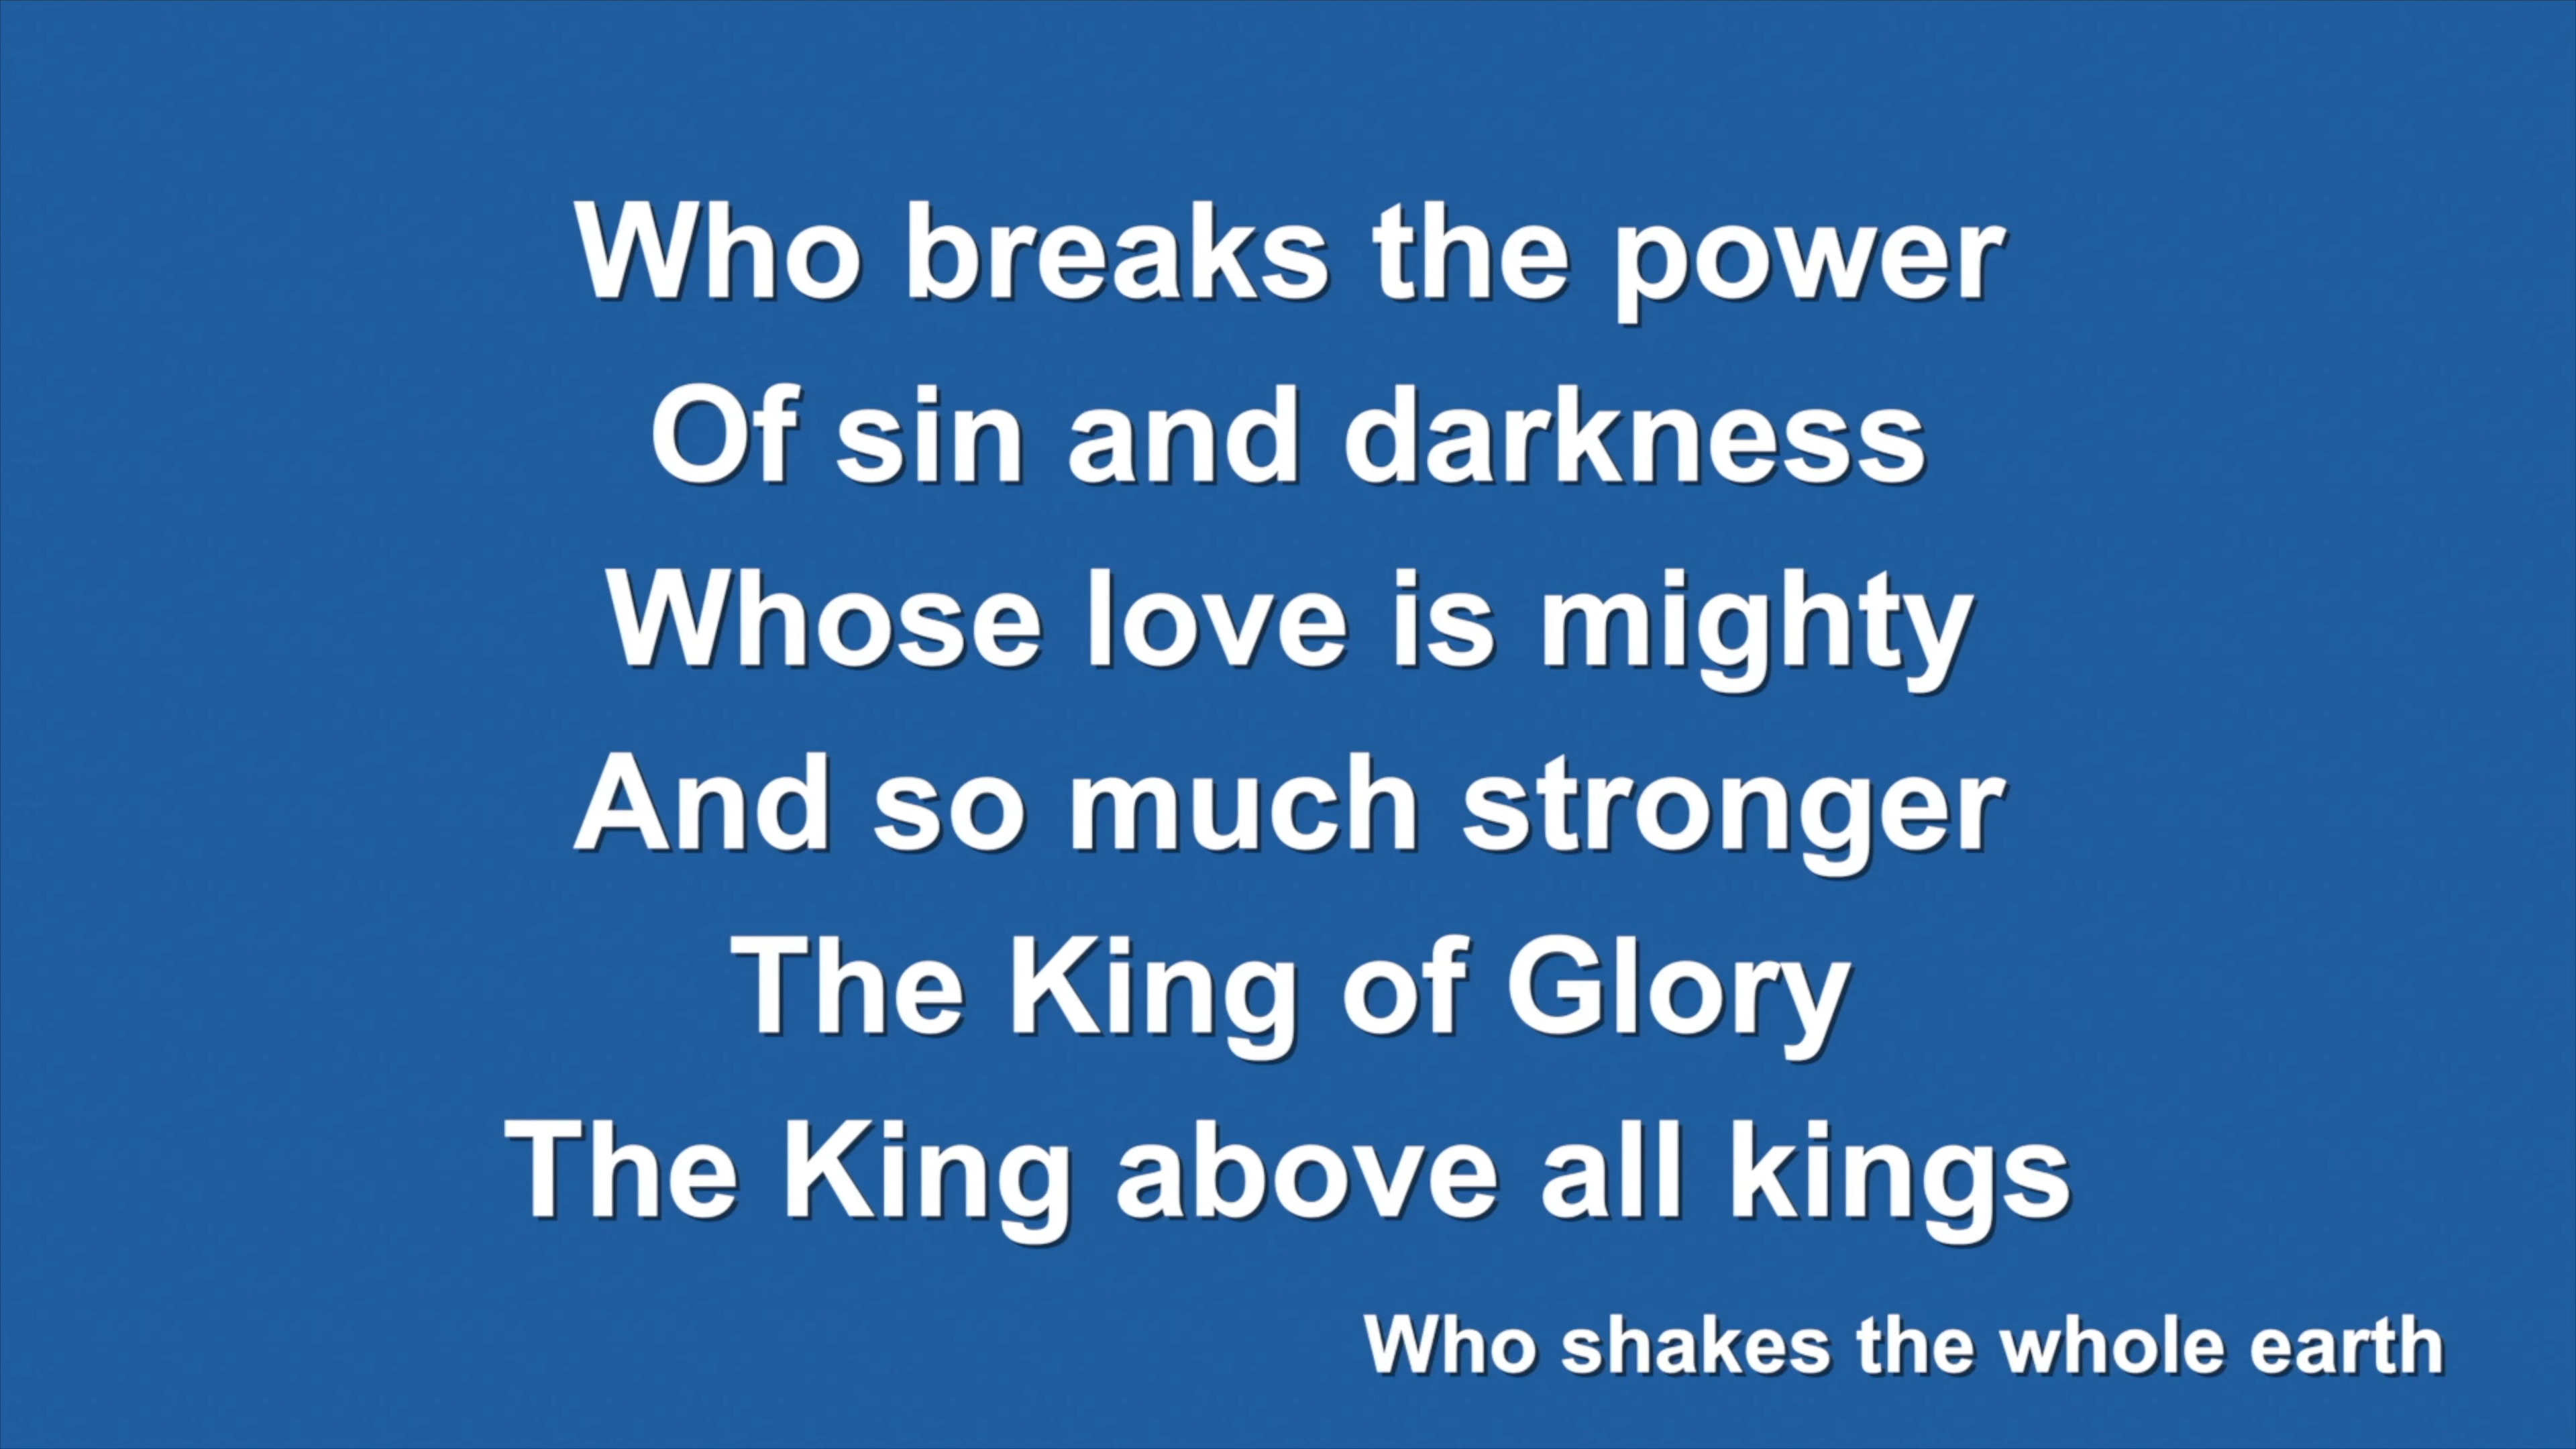 Who breaks the power
Of sin and darkness
Whose love is mighty
And so much stronger
The King of Glory
The King above all kings
Who shakes the whole earth